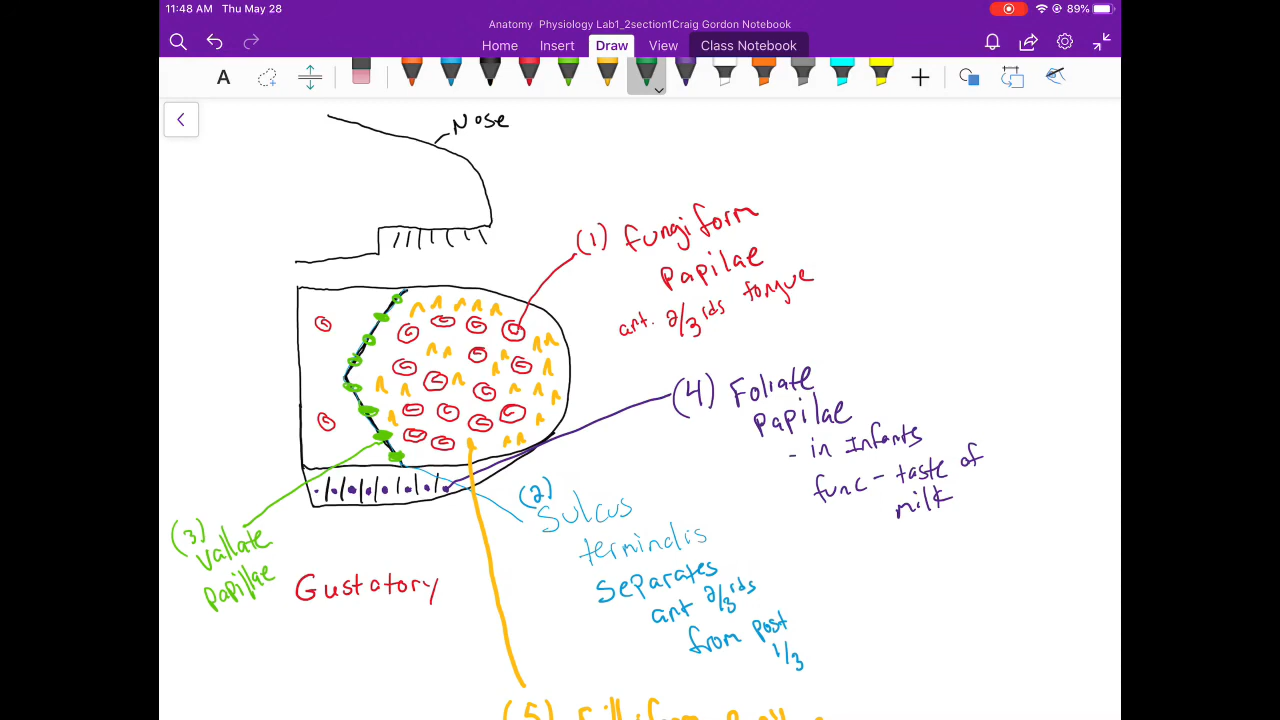 11:48 AM Thu May 28
89%
Anatomy Physiology Lab1_2section1Craig Gordon Notebook
Home Insert Draw View Class Notebook
A
Nose
(1) fungiform
papilae
ant. 2/3rds tongue
(4) Foliate
papilae
- in Infants
func - taste of
milk
(2)
Sulcus
terminalis
separates
ant 2/3rds
from post
1/3
(3)
Vallate
papillae
Gustatory
(5)